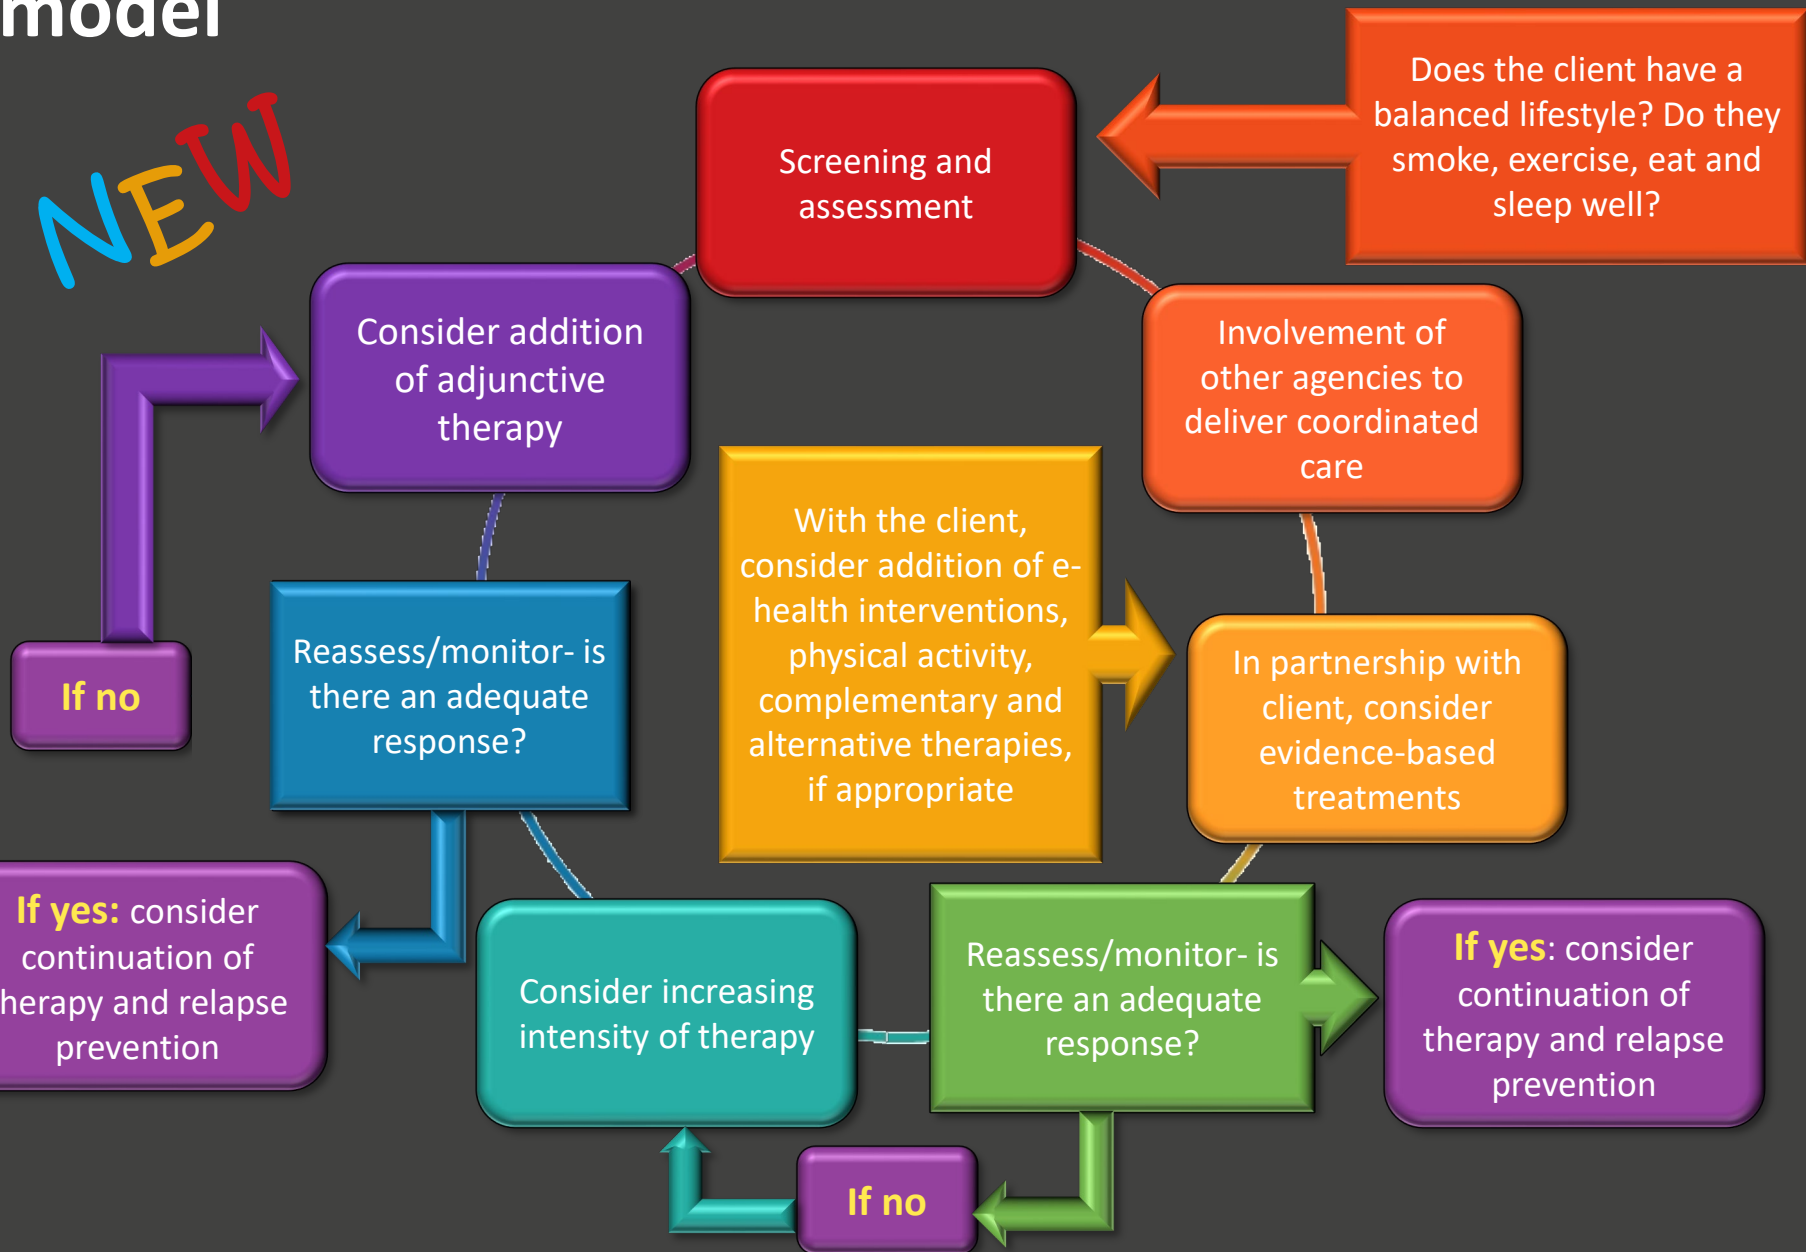 model
NEW
Does the client have a
balanced lifestyle? Do they
smoke, exercise, eat and
sleep well?
Screening and
assessment
Involvement of
other agencies to
deliver coordinated
care
Consider addition
of adjunctive
therapy
With the client,
consider addition of e-
health interventions,
physical activity,
complementary and
alternative therapies,
if appropriate
In partnership with
client, consider
evidence-based
treatments
Reassess/monitor- is
there an adequate
response?
If no
If yes: consider
continuation of
herapy and relapse
prevention
Consider increasing
intensity of therapy
Reassess/monitor- is
there an adequate
response?
If yes: consider
continuation of
therapy and relapse
prevention
If no